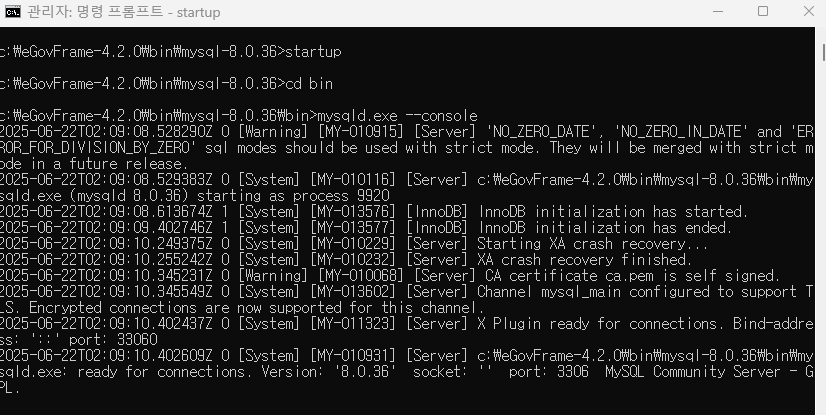 관리자: 명령 프롬프트 - startup
c:₩eGovFrame-4.2.0₩bin₩mysql-8.0.36>startup
c:₩eGovFrame-4.2.0₩bin₩mysql-8.0.36>cd bin
c:₩eGovFrame-4.2.0₩bin₩mysql-8.0.36₩bin>mysqld.exe --console
2025-06-22T02:09:08.528290Z 0 [Warning] [MY-010915] [Server] 'NO_ZERO_DATE', 'NO_ZERO_IN_DATE' and 'ER
ROR_FOR_DIVISION_BY_ZERO' sql modes should be used with strict mode. They will be merged with strict m
ode in a future release.
2025-06-22T02:09:08.529383Z 0 [System] [MY-010116] [Server] c:₩eGovFrame-4.2.0₩bin₩mysql-8.0.36₩bin₩my
sqld.exe (mysqld 8.0.36) starting as process 9920
2025-06-22T02:09:08.613674Z 1 [System] [MY-013576] [InnoDB] InnoDB initialization has started.
2025-06-22T02:09:09.402746Z 1 [System] [MY-013577] [InnoDB] InnoDB initialization has ended.
2025-06-22T02:09:10.249375Z 0 [System] [MY-010229] [Server] Starting XA crash recovery...
2025-06-22T02:09:10.255242Z 0 [System] [MY-010232] [Server] XA crash recovery finished.
2025-06-22T02:09:10.345231Z 0 [Warning] [MY-010068] [Server] CA certificate ca.pem is self signed.
2025-06-22T02:09:10.345549Z 0 [System] [MY-013602] [Server] Channel mysql_main configured to support T
LS. Encrypted connections are now supported for this channel.
2025-06-22T02:09:10.402437Z 0 [System] [MY-011323] [Server] X Plugin ready for connections. Bind-addre
ss: '::' port: 33060
2025-06-22T02:09:10.402609Z 0 [System] [MY-010931] [Server] c:₩eGovFrame-4.2.0₩bin₩mysql-8.0.36₩bin₩my
sqld.exe: ready for connections. Version: '8.0.36'  socket: ''  port: 3306  MySQL Community Server - G
PL.